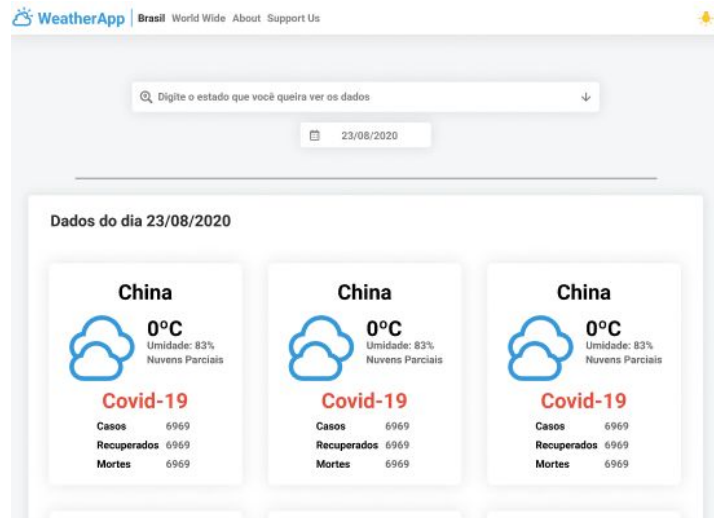 WeatherApp Brasil World Wide About Support Us
Digite o estado que você queira ver os dados
23/08/2020
Dados do dia 23/08/2020
China
0ºC
Umidade: 83%
Nuvens Parciais
Covid-19
Casos 6969
Recuperados 6969
Mortes 6969
China
0ºC
Umidade: 83%
Nuvens Parciais
Covid-19
Casos 6969
Recuperados 6969
Mortes 6969
China
0ºC
Umidade: 83%
Nuvens Parciais
Covid-19
Casos 6969
Recuperados 6969
Mortes 6969